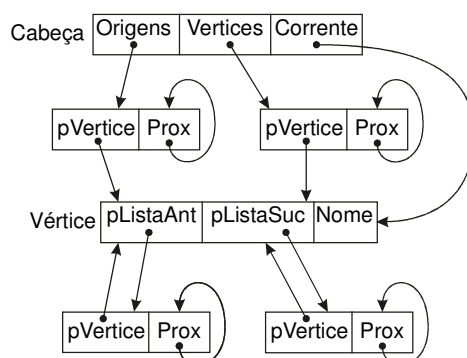 Cabeça Origens Vertices Corrente
pVertice Prox pVertice Prox
Vértice pListaAnt pListaSuc Nome
pVertice Prox pVertice Prox